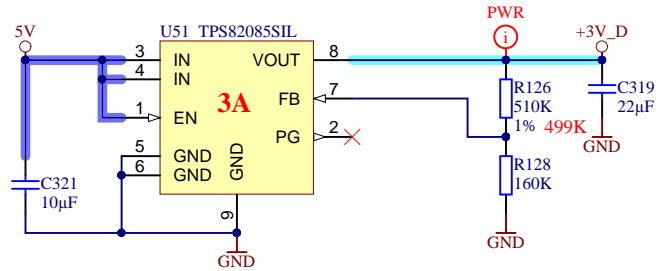 U51 TPS82085SIL
PWR
5V
+3V_D
3 IN
4 IN
1 EN
5 GND
6 GND
GND
9
3A
VOUT 8
FB 7
PG 2
i
R126
510K
1% 499K
R128
160K
C319
22µF
GND
C321
10µF
GND
GND